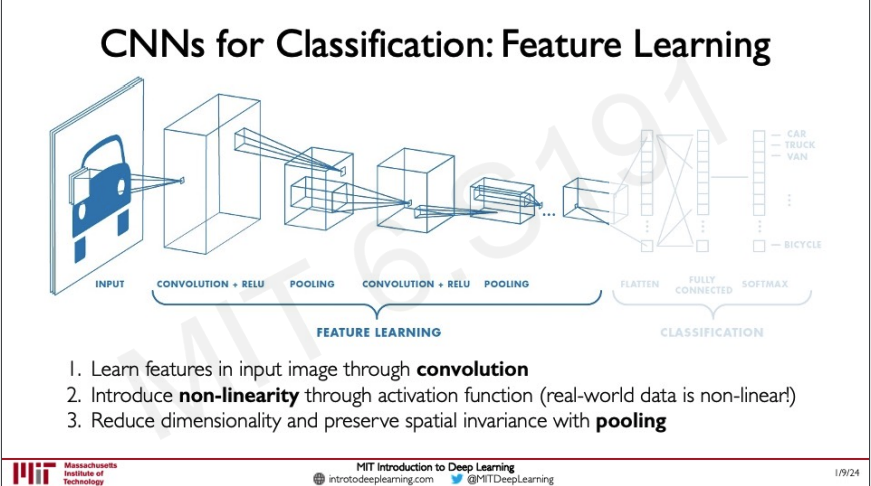 CNNs for Classification: Feature Learning
MIT 6.S191
CAR
TRUCK
VAN
BICYCLE
INPUT
CONVOLUTION + RELU
POOLING
CONVOLUTION + RELU
POOLING
FLATTEN
FULLY
CONNECTED
SOFTMAX
FEATURE LEARNING
CLASSIFICATION
1. Learn features in input image through convolution
2. Introduce non-linearity through activation function (real-world data is non-linear!)
3. Reduce dimensionality and preserve spatial invariance with pooling
Massachusetts
Institute of
Technology
MIT Introduction to Deep Learning
introtodeeplearning.com @MITDeepLearning
1/9/24